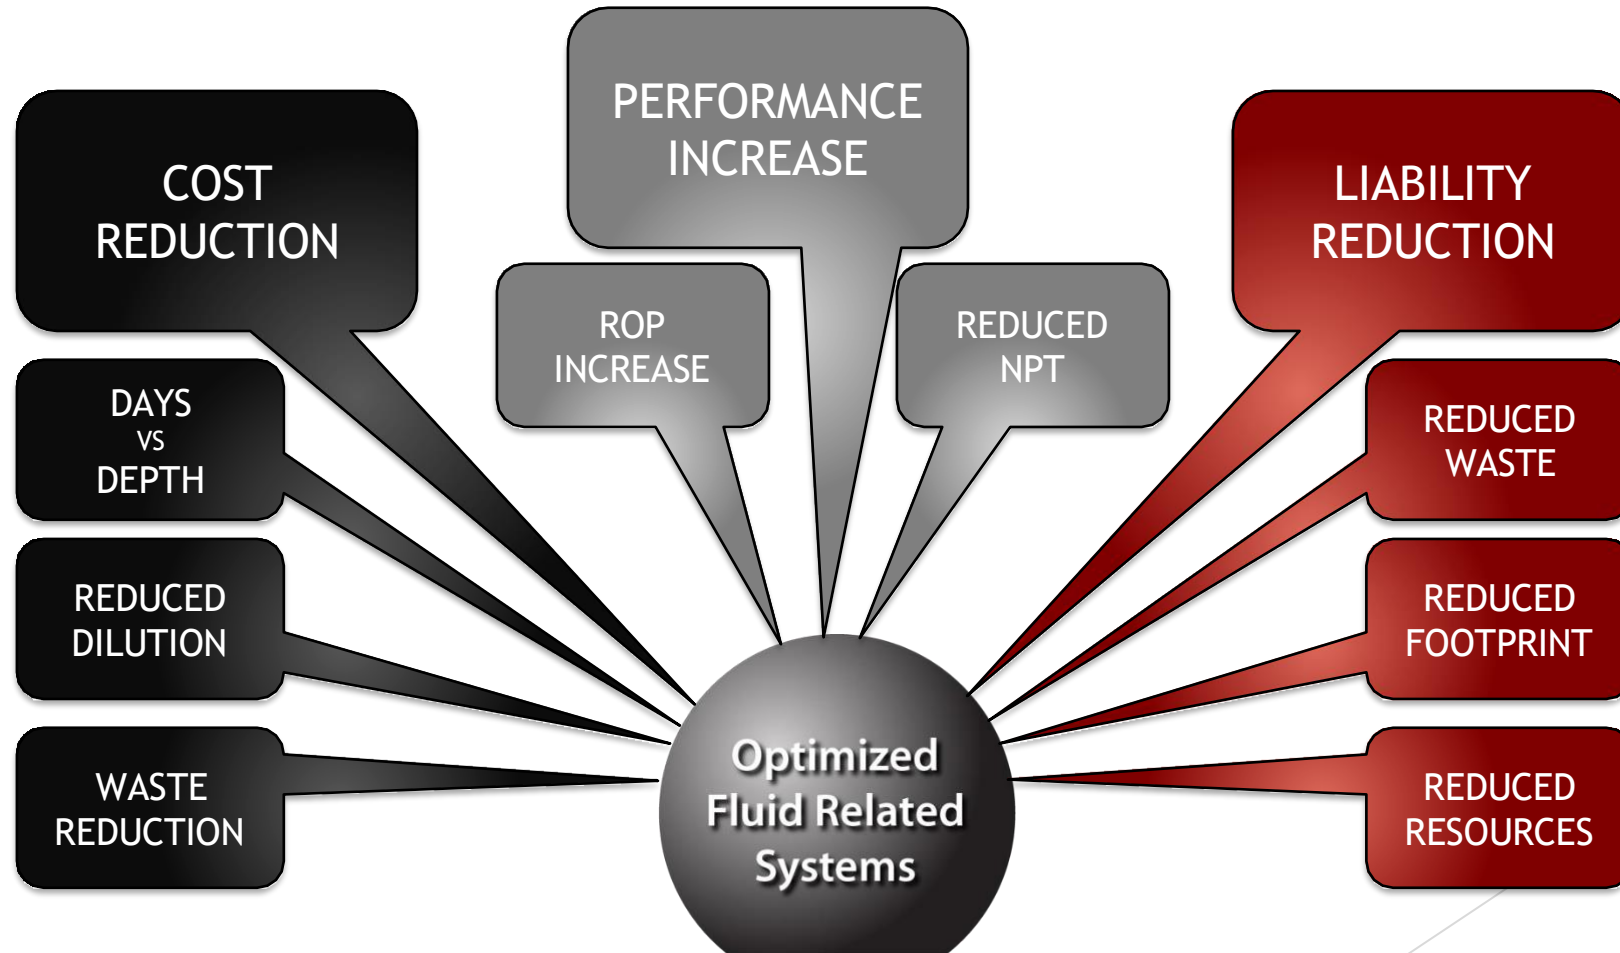 PERFORMANCE
INCREASE
COST
REDUCTION
LIABILITY
REDUCTION
ROP
INCREASE
REDUCED
NPT
DAYS
VS
DEPTH
REDUCED
WASTE
REDUCED
DILUTION
REDUCED
FOOTPRINT
WASTE
REDUCTION
REDUCED
RESOURCES
Optimized
Fluid Related
Systems